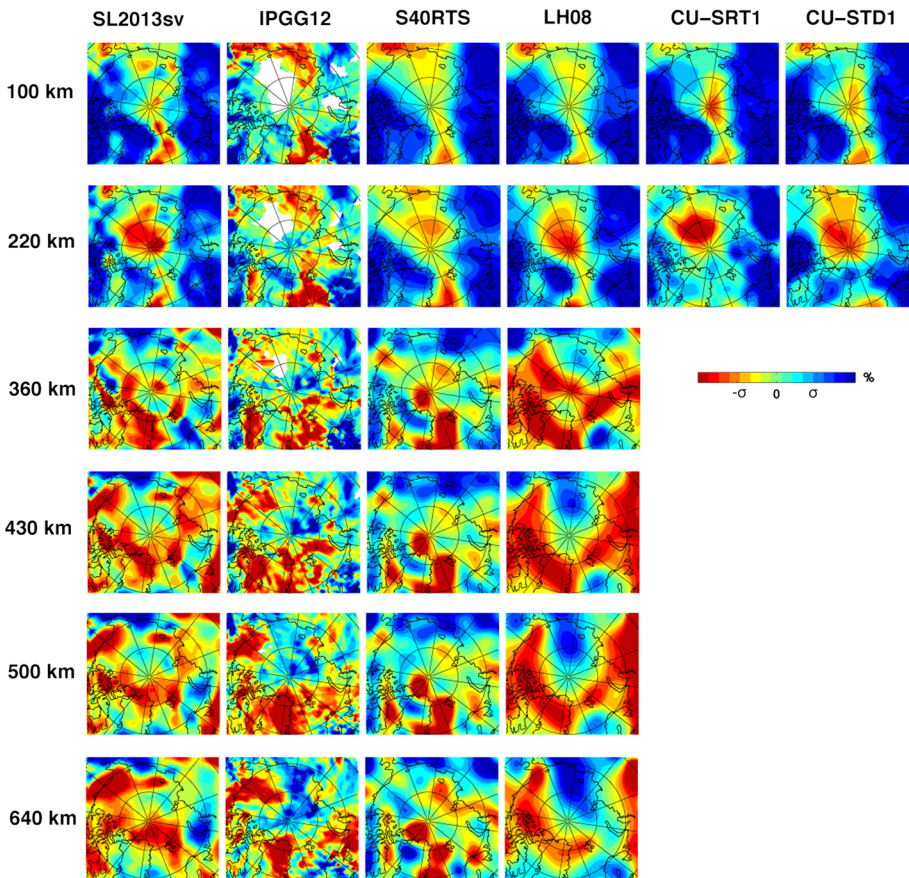 SL2013sv IPGG12 S40RTS LH08 CU–SRT1 CU–STD1
100 km
220 km
360 km
%
-σ 0 σ
430 km
500 km
640 km